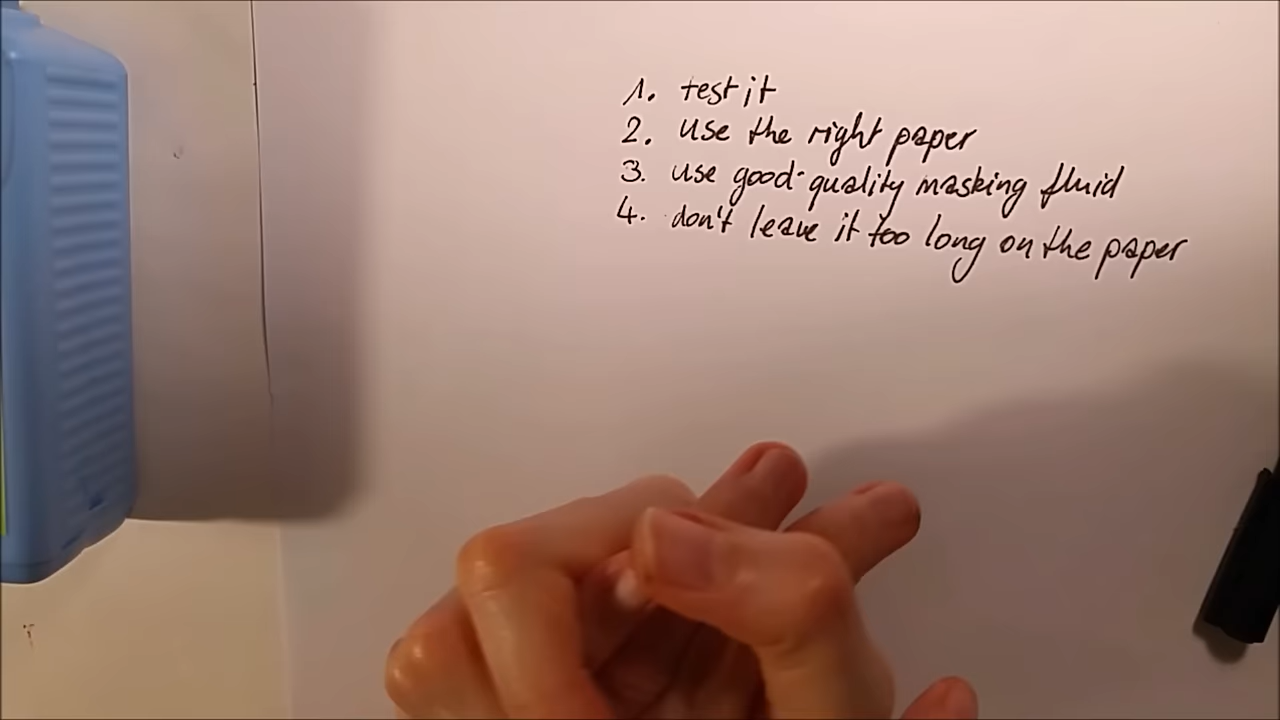 1. test it
2. use the right paper
3. use good-quality masking fluid
4. don't leave it too long on the paper